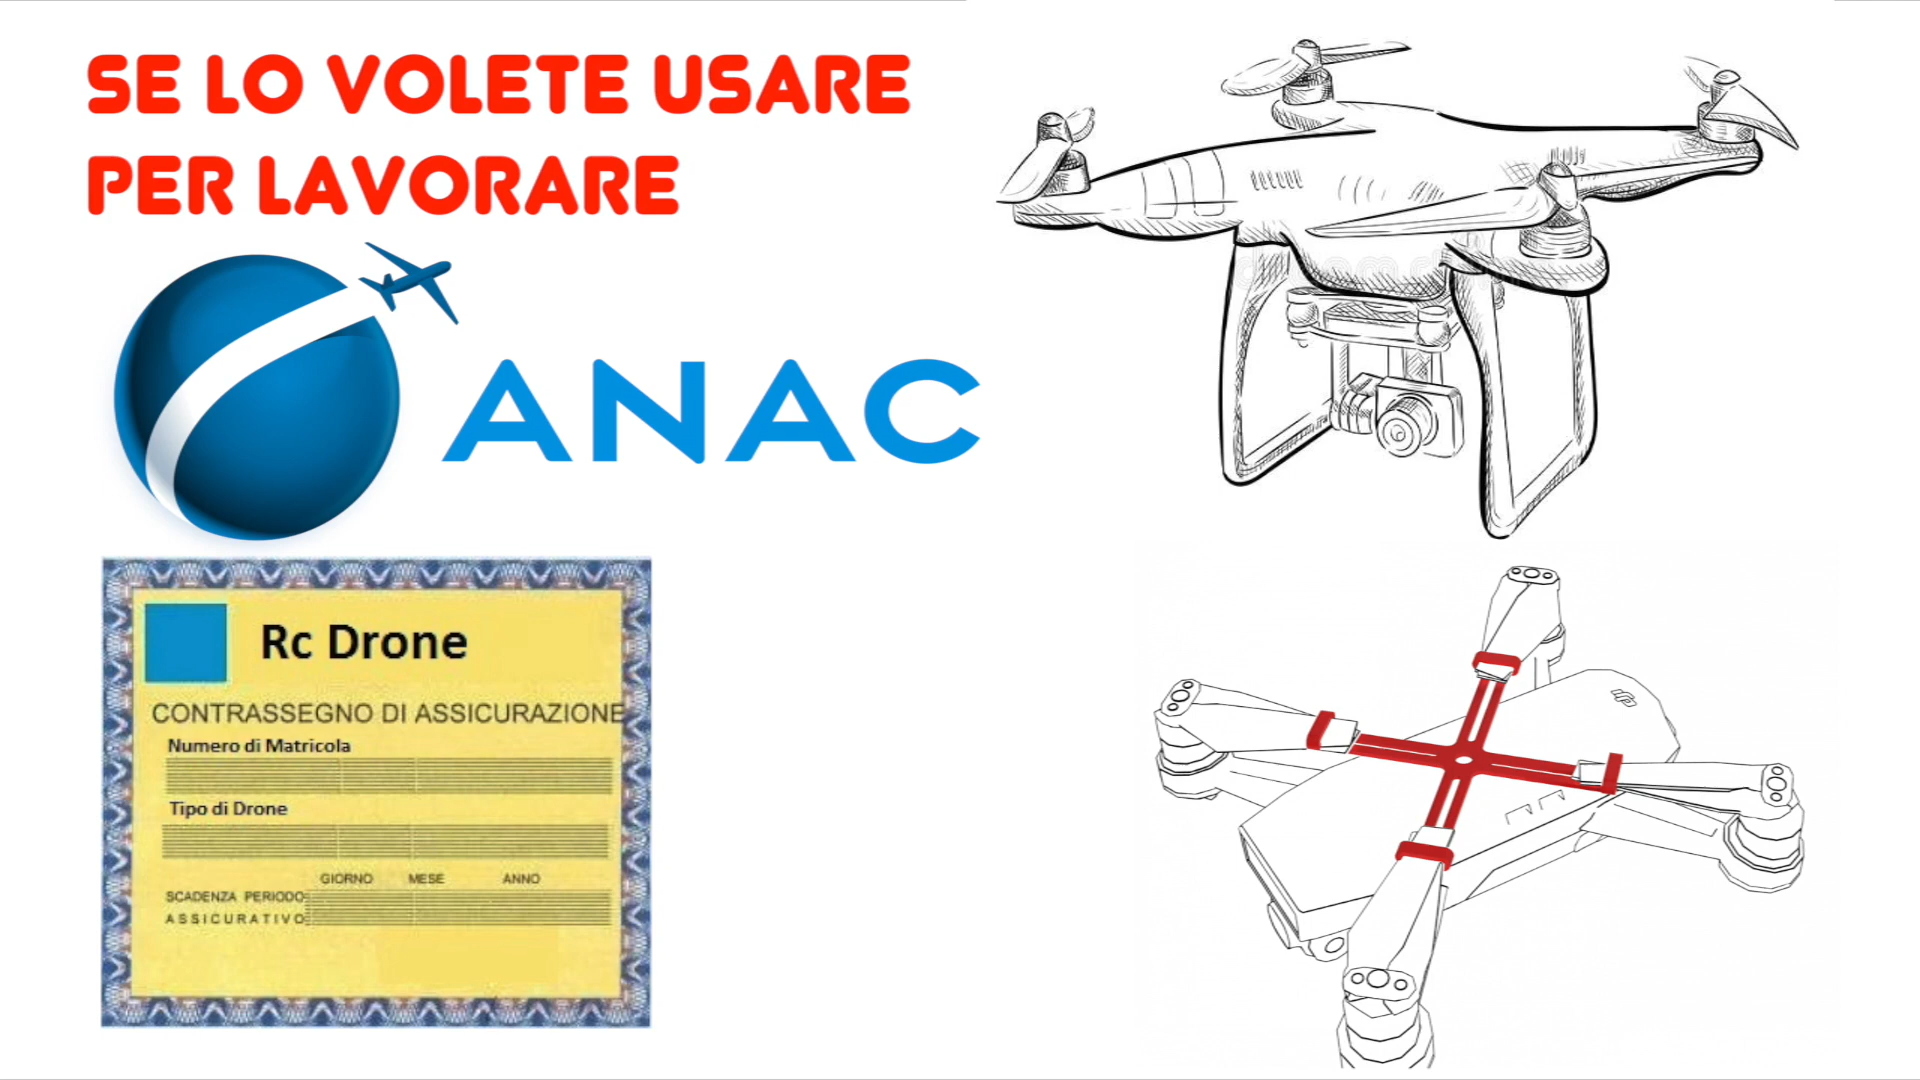 SE LO VOLETE USARE
PER LAVORARE
ANAC
Rc Drone
CONTRASSEGNO DI ASSICURAZIONE
Numero di Matricola
Tipo di Drone
GIORNO MESE ANNO
SCADENZA PERIODO
ASSICURATIVO